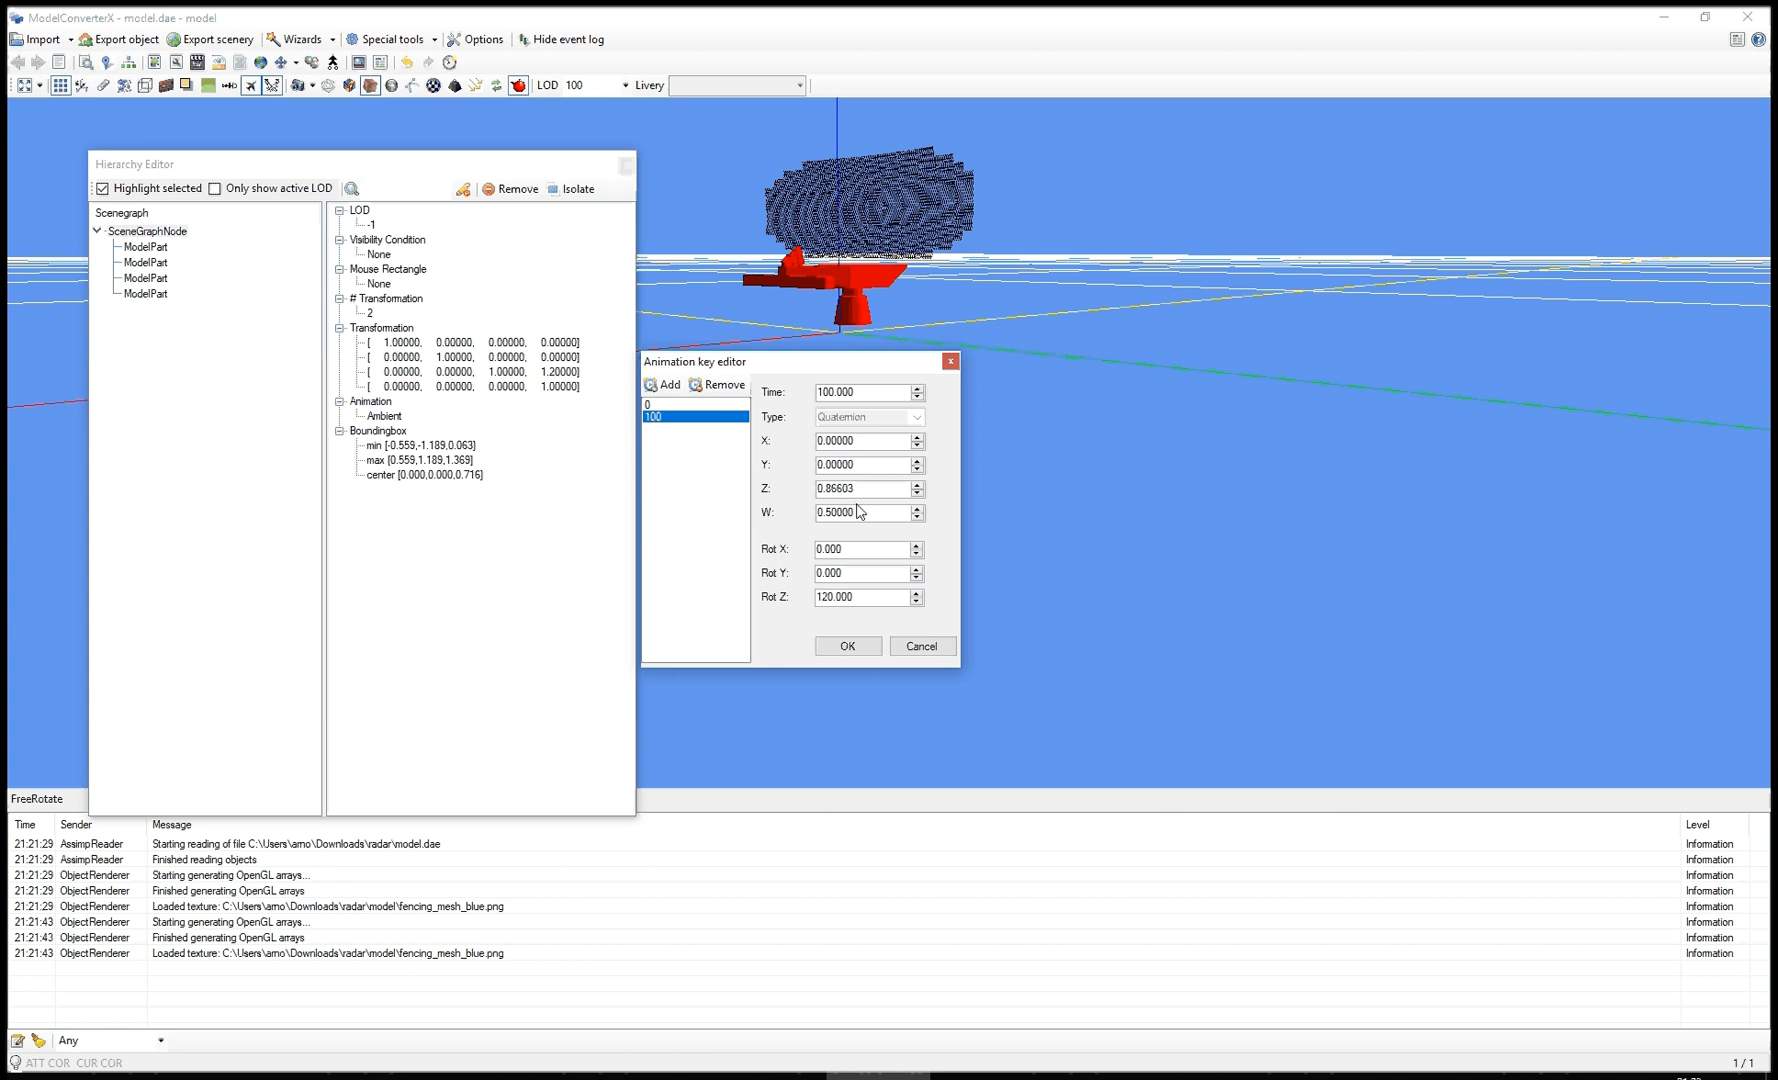 ModelConverterX - model.dae - model
Import Export object Export scenery Wizards Special tools Options Hide event log
LOD 100 Livery
Hierarchy Editor
Highlight selected Only show active LOD Remove Isolate
Scenegraph
SceneGraphNode
ModelPart
ModelPart
ModelPart
ModelPart
LOD
-1
Visibility Condition
None
Mouse Rectangle
None
# Transformation
2
Transformation
[ 1.00000, 0.00000, 0.00000, 0.00000]
[ 0.00000, 1.00000, 0.00000, 0.00000]
[ 0.00000, 0.00000, 1.00000, 1.20000]
[ 0.00000, 0.00000, 0.00000, 1.00000]
Animation
Ambient
Boundingbox
min [-0.559,-1.189,0.063]
max [0.559,1.189,1.369]
center [0.000,0.000,0.716]
Animation key editor
Add Remove
0
100
Time: 100.000
Type: Quaternion
X: 0.00000
Y: 0.00000
Z: 0.86603
W: 0.50000
Rot X: 0.000
Rot Y: 0.000
Rot Z: 120.000
OK Cancel
FreeRotate
Time Sender Message Level
21:21:29 AssimpReader Starting reading of file C:\Users\arno\Downloads\radar\model.dae Information
21:21:29 AssimpReader Finished reading objects Information
21:21:29 ObjectRenderer Starting generating OpenGL arrays... Information
21:21:29 ObjectRenderer Finished generating OpenGL arrays Information
21:21:29 ObjectRenderer Loaded texture: C:\Users\arno\Downloads\radar\model\fencing_mesh_blue.png Information
21:21:43 ObjectRenderer Starting generating OpenGL arrays... Information
21:21:43 ObjectRenderer Finished generating OpenGL arrays Information
21:21:43 ObjectRenderer Loaded texture: C:\Users\arno\Downloads\radar\model\fencing_mesh_blue.png Information
Any
ATT COR CUR COR 1 / 1